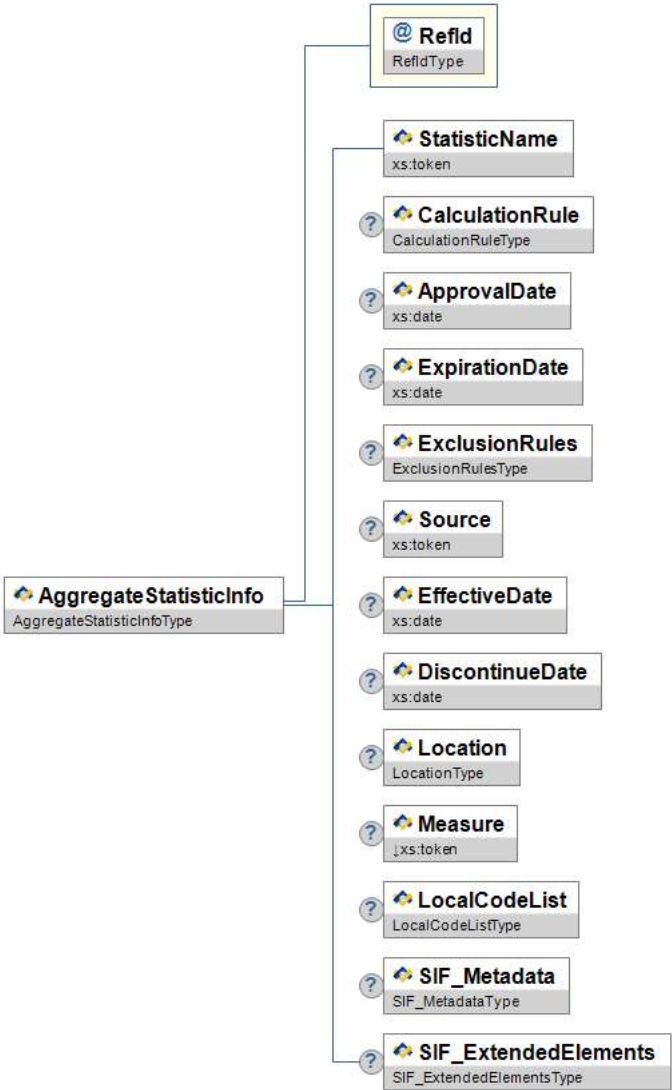 @ RefId
RefIdType
StatisticName
xs:token
? CalculationRule
CalculationRuleType
? ApprovalDate
xs:date
? ExpirationDate
xs:date
? ExclusionRules
ExclusionRulesType
? Source
xs:token
AggregateStatisticInfo
AggregateStatisticInfoType
? EffectiveDate
xs:date
? DiscontinueDate
xs:date
? Location
LocationType
? Measure
↓xs:token
? LocalCodeList
LocalCodeListType
? SIF_Metadata
SIF_MetadataType
? SIF_ExtendedElements
SIF_ExtendedElementsType